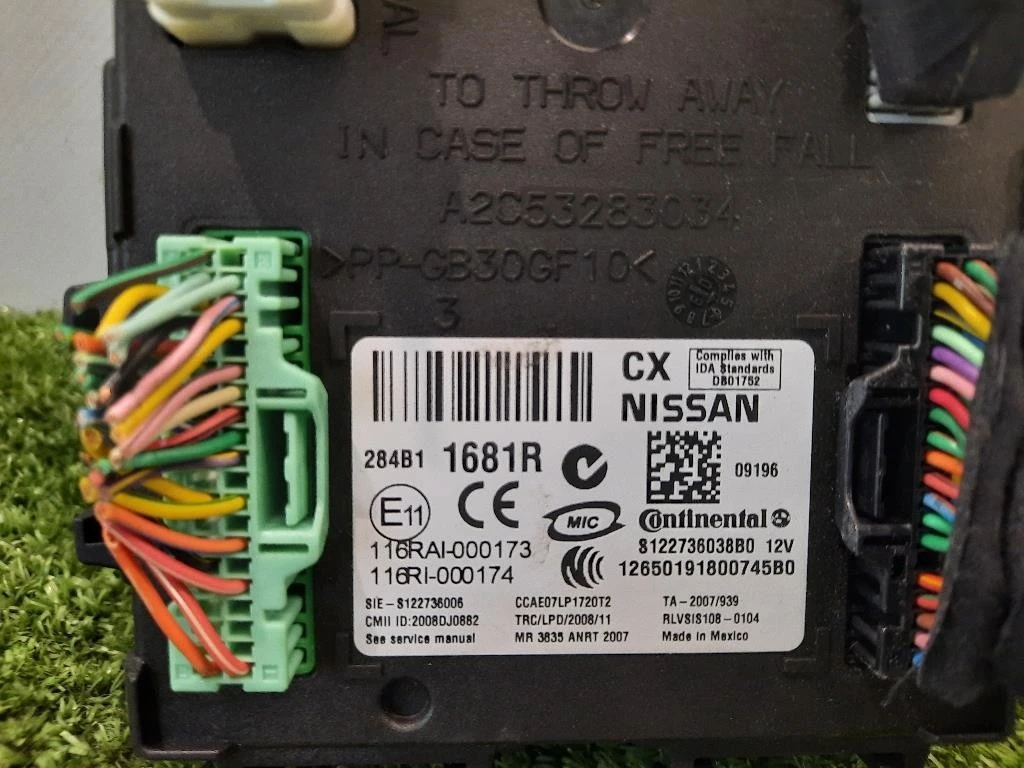 TO THROW AWAY
IN CASE OF FREE FALL
A2C53283034
>PP-GB30GF10<
3
CX
Complies with
IDA Standards
DB01752
NISSAN
284B1 1681R
09196
E11
CE
MIC
Continental
116RAI-000173
S122736038B0 12V
116RI-000174
12650191800745B0
SIE-S122736006 CCAE07LP1720T2 TA-2007/939
CMII ID:2008DJ0882 TRC/LPD/2008/11 RLVSIS108-0104
See service manual MR 3835 ANRT 2007 Made in Mexico